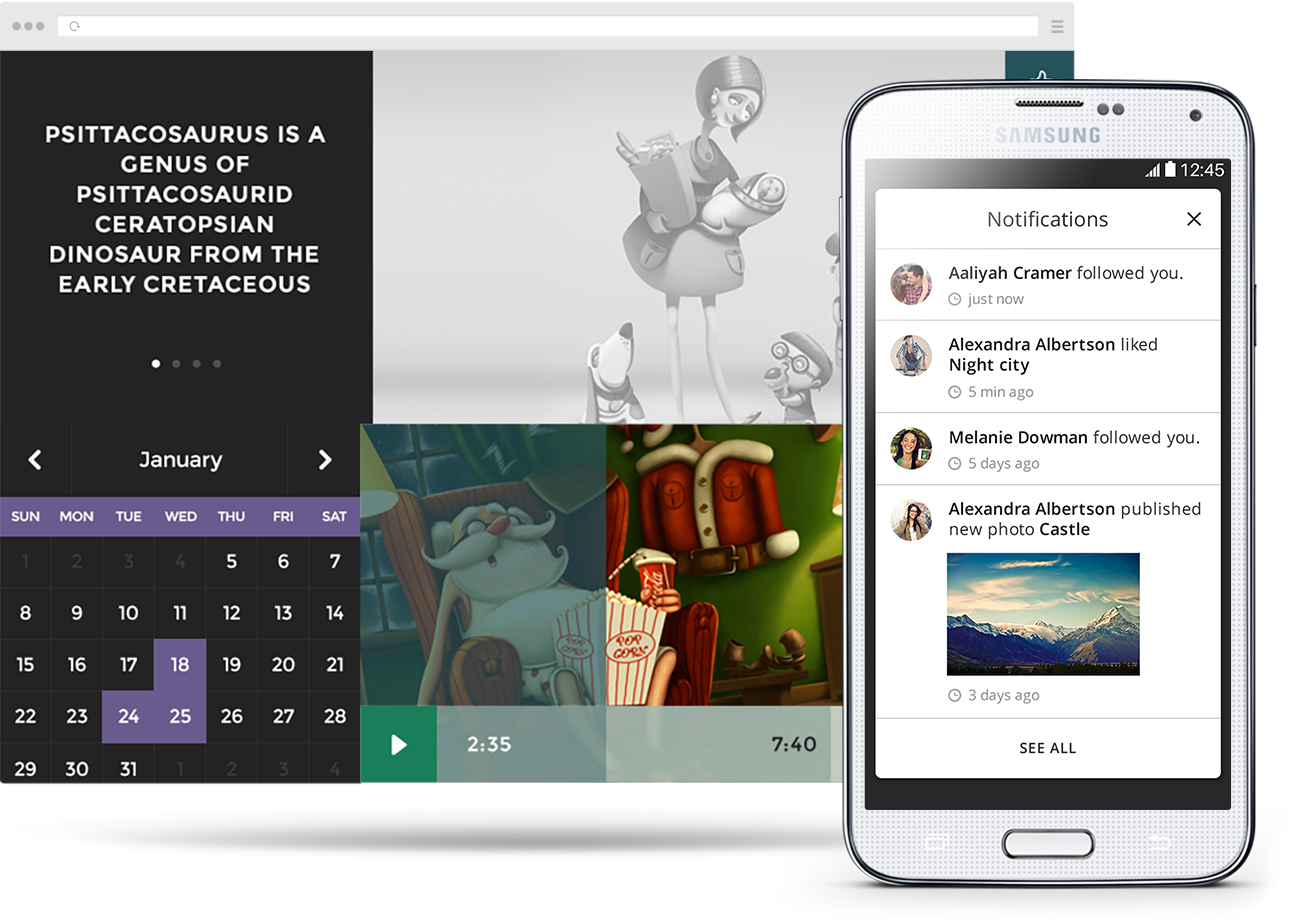 PSITTACOSAURUS IS A
GENUS OF
PSITTACOSAURID
CERATOPSIAN
DINOSAUR FROM THE
EARLY CRETACEOUS
January
SUN MON TUE WED THU FRI SAT
1 2 3 4 5 6 7
8 9 10 11 12 13 14
15 16 17 18 19 20 21
22 23 24 25 26 27 28
29 30 31 1 2 3 4
POP
CORN
POP
CORN
2:35
7:40
SAMSUNG
12:45
Notifications
Aaliyah Cramer followed you.
just now
Alexandra Albertson liked
Night city
5 min ago
Melanie Dowman followed you.
5 days ago
Alexandra Albertson published
new photo Castle
3 days ago
SEE ALL